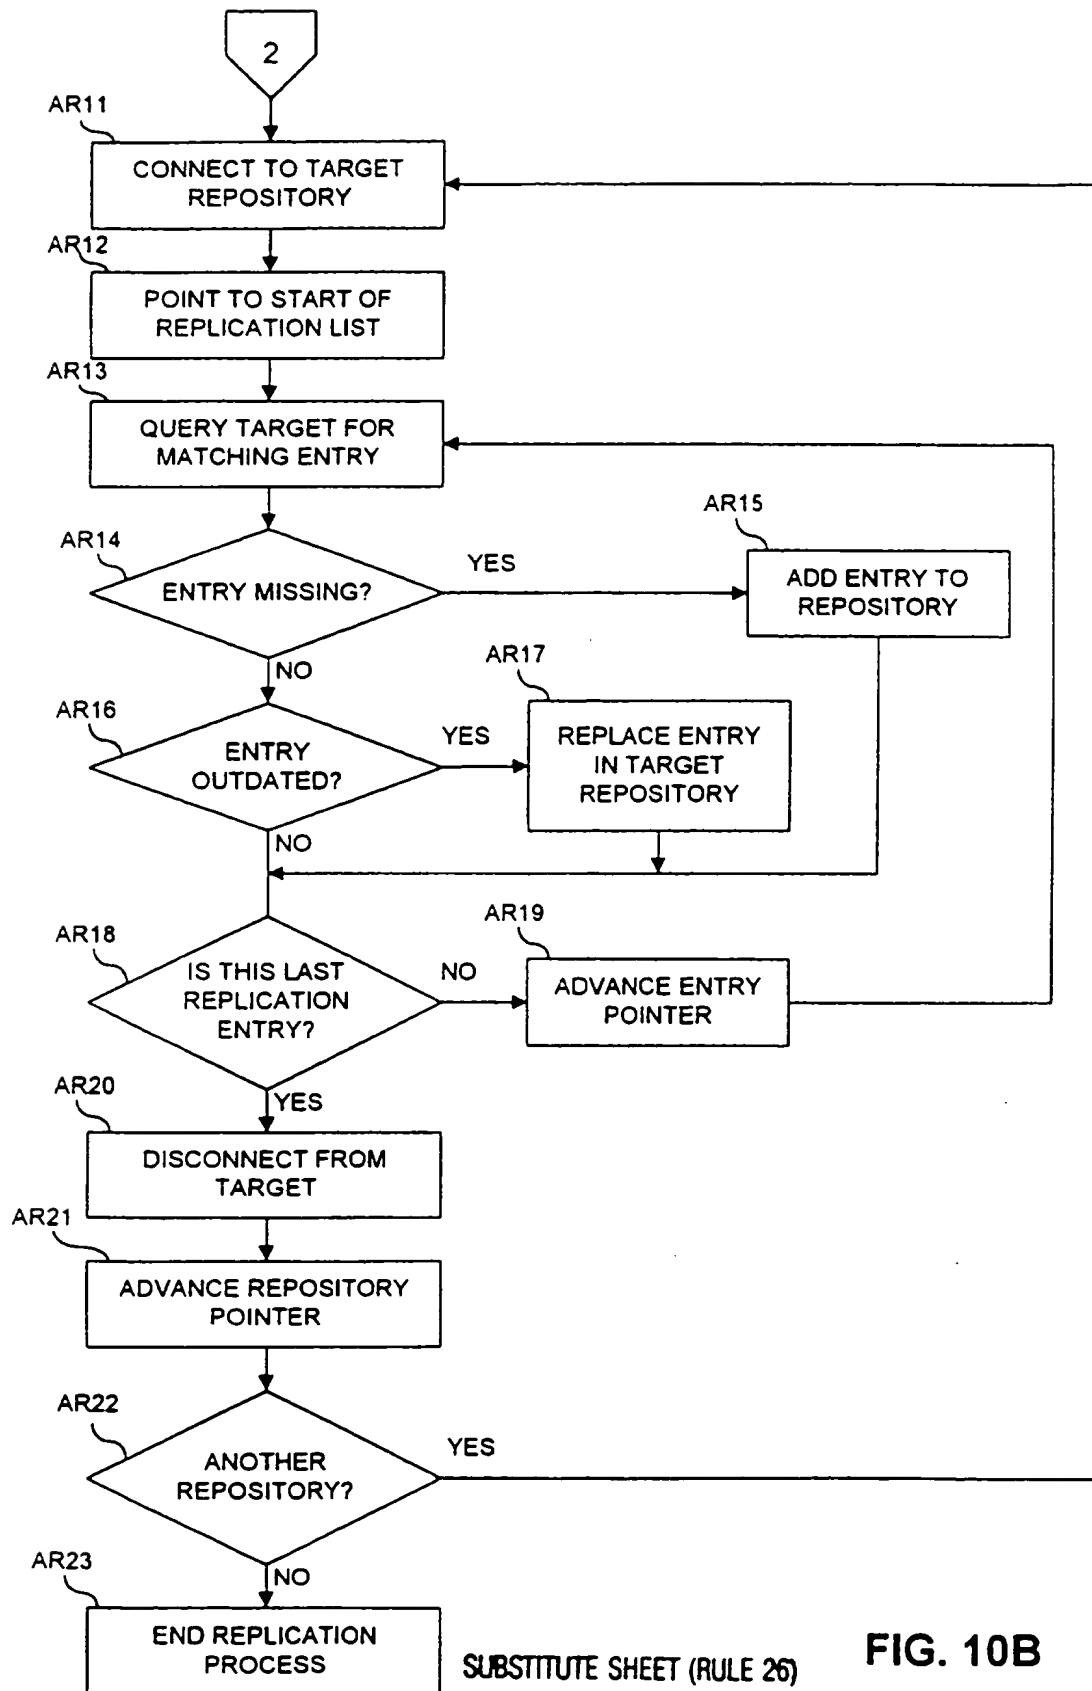 2
AR11
CONNECT TO TARGET
REPOSITORY
AR12
POINT TO START OF
REPLICATION LIST
AR13
QUERY TARGET FOR
MATCHING ENTRY
AR14
ENTRY MISSING?
YES
AR15
ADD ENTRY TO
REPOSITORY
NO
AR16
ENTRY
OUTDATED?
YES
AR17
REPLACE ENTRY
IN TARGET
REPOSITORY
NO
AR18
IS THIS LAST
REPLICATION
ENTRY?
NO
AR19
ADVANCE ENTRY
POINTER
YES
AR20
DISCONNECT FROM
TARGET
AR21
ADVANCE REPOSITORY
POINTER
AR22
ANOTHER
REPOSITORY?
YES
NO
AR23
END REPLICATION
PROCESS
SUBSTITUTE SHEET (RULE 26)
FIG. 10B